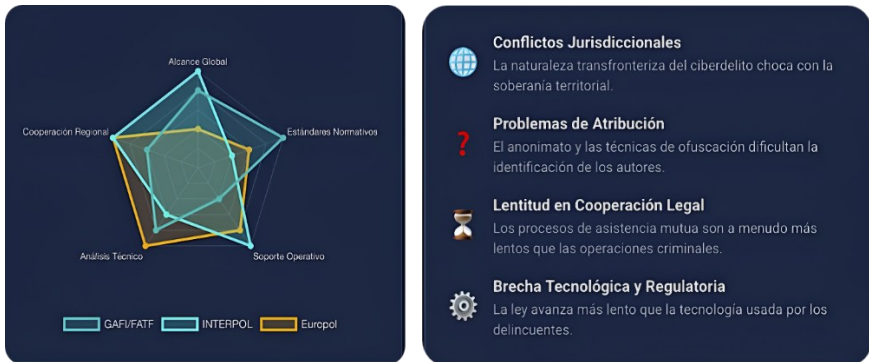 Alcance Global
Cooperación Regional
Estándares Normativos
Análisis Técnico
Soporte Operativo
GAFI/FATF
INTERPOL
Europol
Conflictos Jurisdiccionales
La naturaleza transfronteriza del ciberdelito choca con la
soberanía territorial.
?
Problemas de Atribución
El anonimato y las técnicas de ofuscación dificultan la
identificación de los autores.
Lentitud en Cooperación Legal
Los procesos de asistencia mutua son a menudo más
lentos que las operaciones criminales.
Brecha Tecnológica y Regulatoria
La ley avanza más lento que la tecnología usada por los
delincuentes.